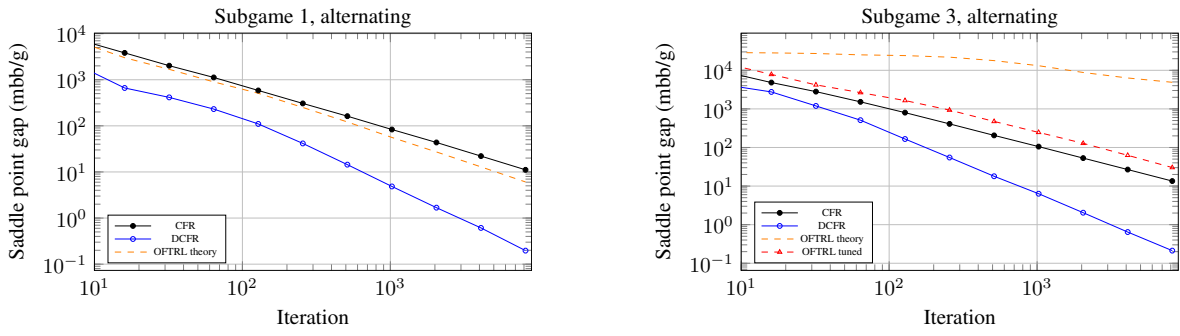 Subgame 1, alternating
Saddle point gap (mbb/g)
10^4
10^3
10^2
10^1
10^0
10^−1
CFR
DCFR
OFTRL theory
10^1 10^2 10^3
Iteration
Subgame 3, alternating
Saddle point gap (mbb/g)
10^4
10^3
10^2
10^1
10^0
10^−1
CFR
DCFR
OFTRL theory
OFTRL tuned
10^1 10^2 10^3
Iteration